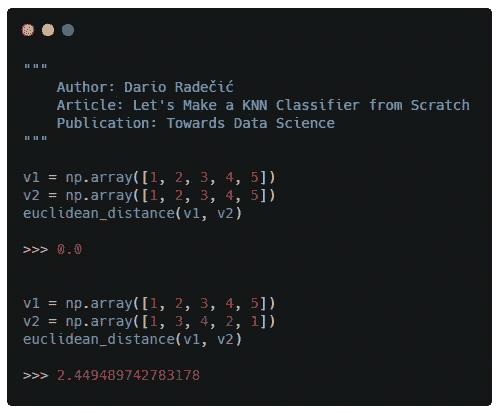 """
    Author: Dario Radečić
    Article: Let's Make a KNN Classifier from Scratch
    Publication: Towards Data Science
"""
v1 = np.array([1, 2, 3, 4, 5])
v2 = np.array([1, 2, 3, 4, 5])
euclidean_distance(v1, v2)
>>> 0.0
v1 = np.array([1, 2, 3, 4, 5])
v2 = np.array([1, 3, 4, 2, 1])
euclidean_distance(v1, v2)
>>> 2.449489742783178